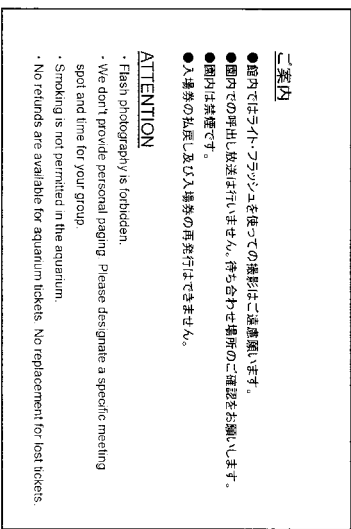 ご案内
●館内ではライト・フラッシュを使っての撮影はご遠慮願います。
●園内での呼出し放送は行いません。待ち合わせ場所のご確認をお願いします。
●園内は禁煙です。
●入場券の払戻し及び入場券の再発行はできません。
ATTENTION
・Flash photography is forbidden.
・We don't provide personal paging. Please designate a specific meeting
spot and time for your group.
・Smoking is not permitted in the aquarium.
・No refunds are available for aquarium tickets. No replacement for lost tickets.